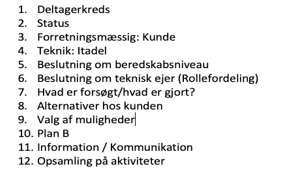 1. Deltagerkreds
2. Status
3. Forretningsmæssig: Kunde
4. Teknik: Itadel
5. Beslutning om beredskabsniveau
6. Beslutning om teknisk ejer (Rollefordeling)
7. Hvad er forsøgt/hvad er gjort?
8. Alternativer hos kunden
9. Valg af muligheder
10. Plan B
11. Information / Kommunikation
12. Opsamling på aktiviteter